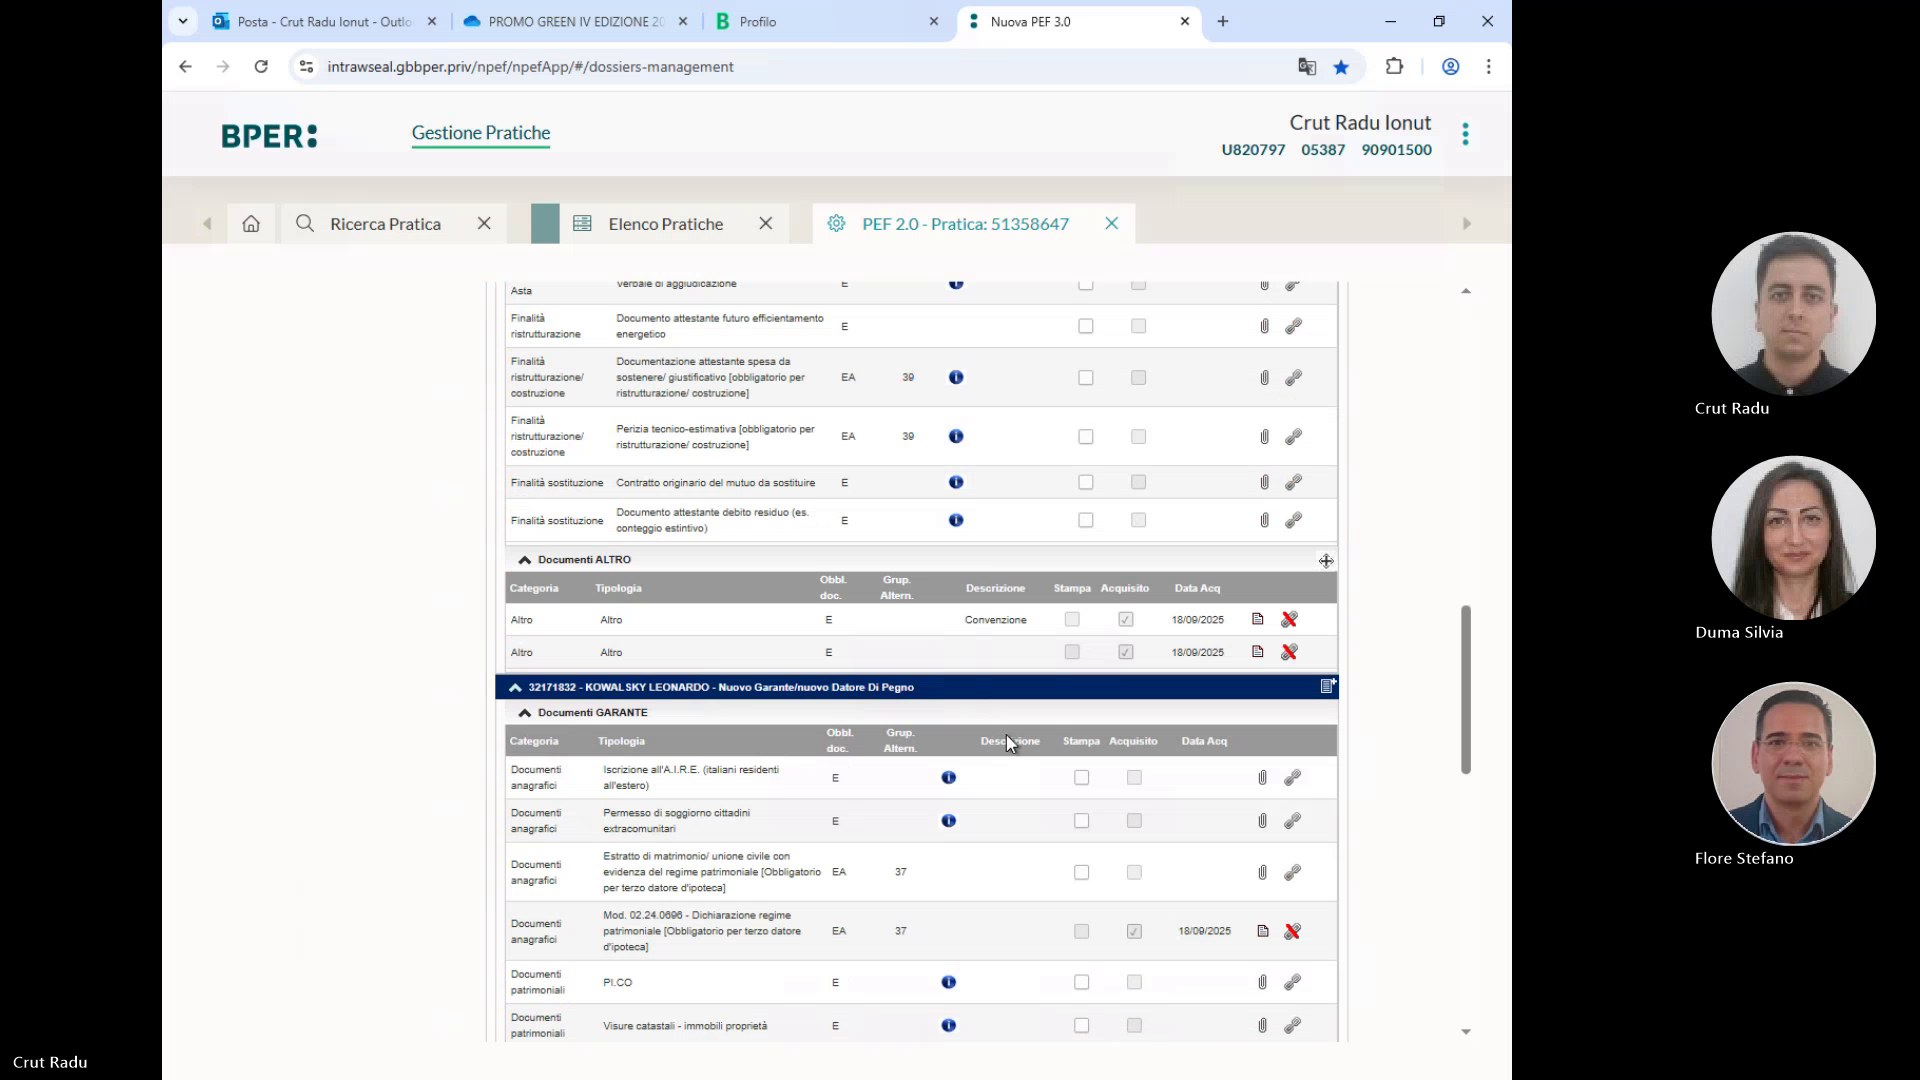 Posta - Crut Radu Ionut - Outlo
PROMO GREEN IV EDIZIONE 20
Profilo
Nuova PEF 3.0
intrawseal.gbbper.priv/npef/npefApp/#/dossiers-management
BPER:
Gestione Pratiche
Crut Radu Ionut
U820797 05387 90901500
Ricerca Pratica
Elenco Pratiche
PEF 2.0 - Pratica: 51358647
Asta
Verbale di aggiudicazione E
Finalità ristrutturazione
Documento attestante futuro efficientamento energetico
E
Finalità ristrutturazione/ costruzione
Documentazione attestante spesa da sostenere/ giustificativo [obbligatorio per ristrutturazione/ costruzione]
EA 39
Finalità ristrutturazione/ costruzione
Perizia tecnico-estimativa [obbligatorio per ristrutturazione/ costruzione]
EA 39
Finalità sostituzione Contratto originario del mutuo da sostituire E
Finalità sostituzione
Documento attestante debito residuo (es. conteggio estintivo)
E
Documenti ALTRO
Categoria Tipologia Obbl. doc. Grup. Altern. Descrizione Stampa Acquisito Data Acq
Altro Altro E Convenzione 18/09/2025
Altro Altro E 18/09/2025
32171832 - KOWALSKY LEONARDO - Nuovo Garante/nuovo Datore Di Pegno
Documenti GARANTE
Categoria Tipologia Obbl. doc. Grup. Altern. Descrizione Stampa Acquisito Data Acq
Documenti anagrafici
Iscrizione all'A.I.R.E. (italiani residenti all'estero)
E
Documenti anagrafici
Permesso di soggiorno cittadini extracomunitari
E
Documenti anagrafici
Estratto di matrimonio/ unione civile con evidenza del regime patrimoniale [Obbligatorio per terzo datore d'ipoteca]
EA 37
Documenti anagrafici
Mod. 02.24.0696 - Dichiarazione regime patrimoniale [Obbligatorio per terzo datore d'ipoteca]
EA 37 18/09/2025
Documenti patrimoniali
PI.CO E
Documenti patrimoniali
Visure catastali - immobili proprietà E
Crut Radu
Duma Silvia
Flore Stefano
Crut Radu